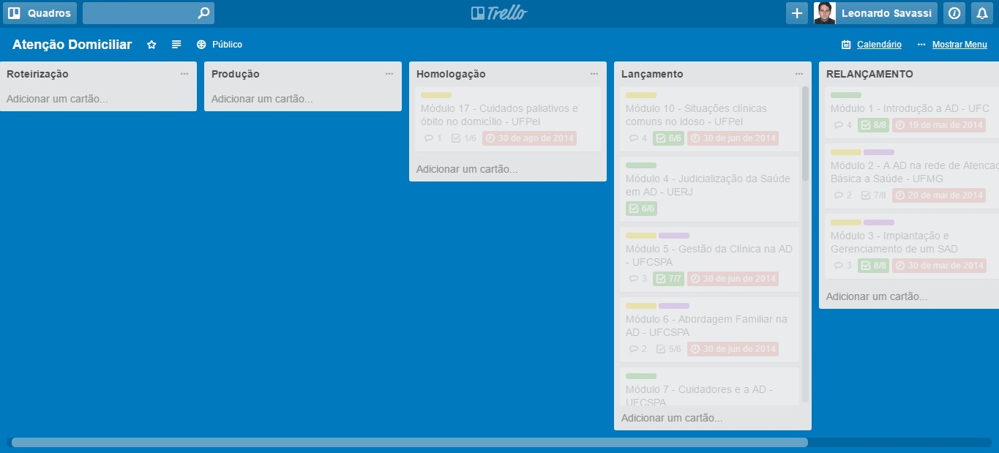 Quadros
Trello
Leonardo Savassi
Atenção Domiciliar
Público
Calendário
Mostrar Menu
Roteirização
Adicionar um cartão...
Produção
Adicionar um cartão...
Homologação
Módulo 17 - Cuidados paliativos e
óbito no domicílio - UFPel
1 1/6 30 de ago de 2014
Adicionar um cartão...
Lançamento
Módulo 10 - Situações clínicas
comuns no idoso - UFPel
4 6/6 30 de jun de 2014
Módulo 4 - Judicialização da Saúde
em AD - UERJ
6/6
Módulo 5 - Gestão da Clínica na AD
- UFCSPA
3 7/7 30 de jun de 2014
Módulo 6 - Abordagem Familiar na
AD - UFCSPA
2 5/6 30 de jun de 2014
Módulo 7 - Cuidadores e a AD -
UFCSPA
Adicionar um cartão...
RELANÇAMENTO
Módulo 1 - Introdução a AD - UFC
4 8/8 19 de mai de 2014
Módulo 2 - A AD na rede de Atencao
Básica a Saúde - UFMG
2 7/8 20 de mai de 2014
Módulo 3 - Implantação e
Gerenciamento de um SAD
3 8/8 30 de mar de 2014
Adicionar um cartão...